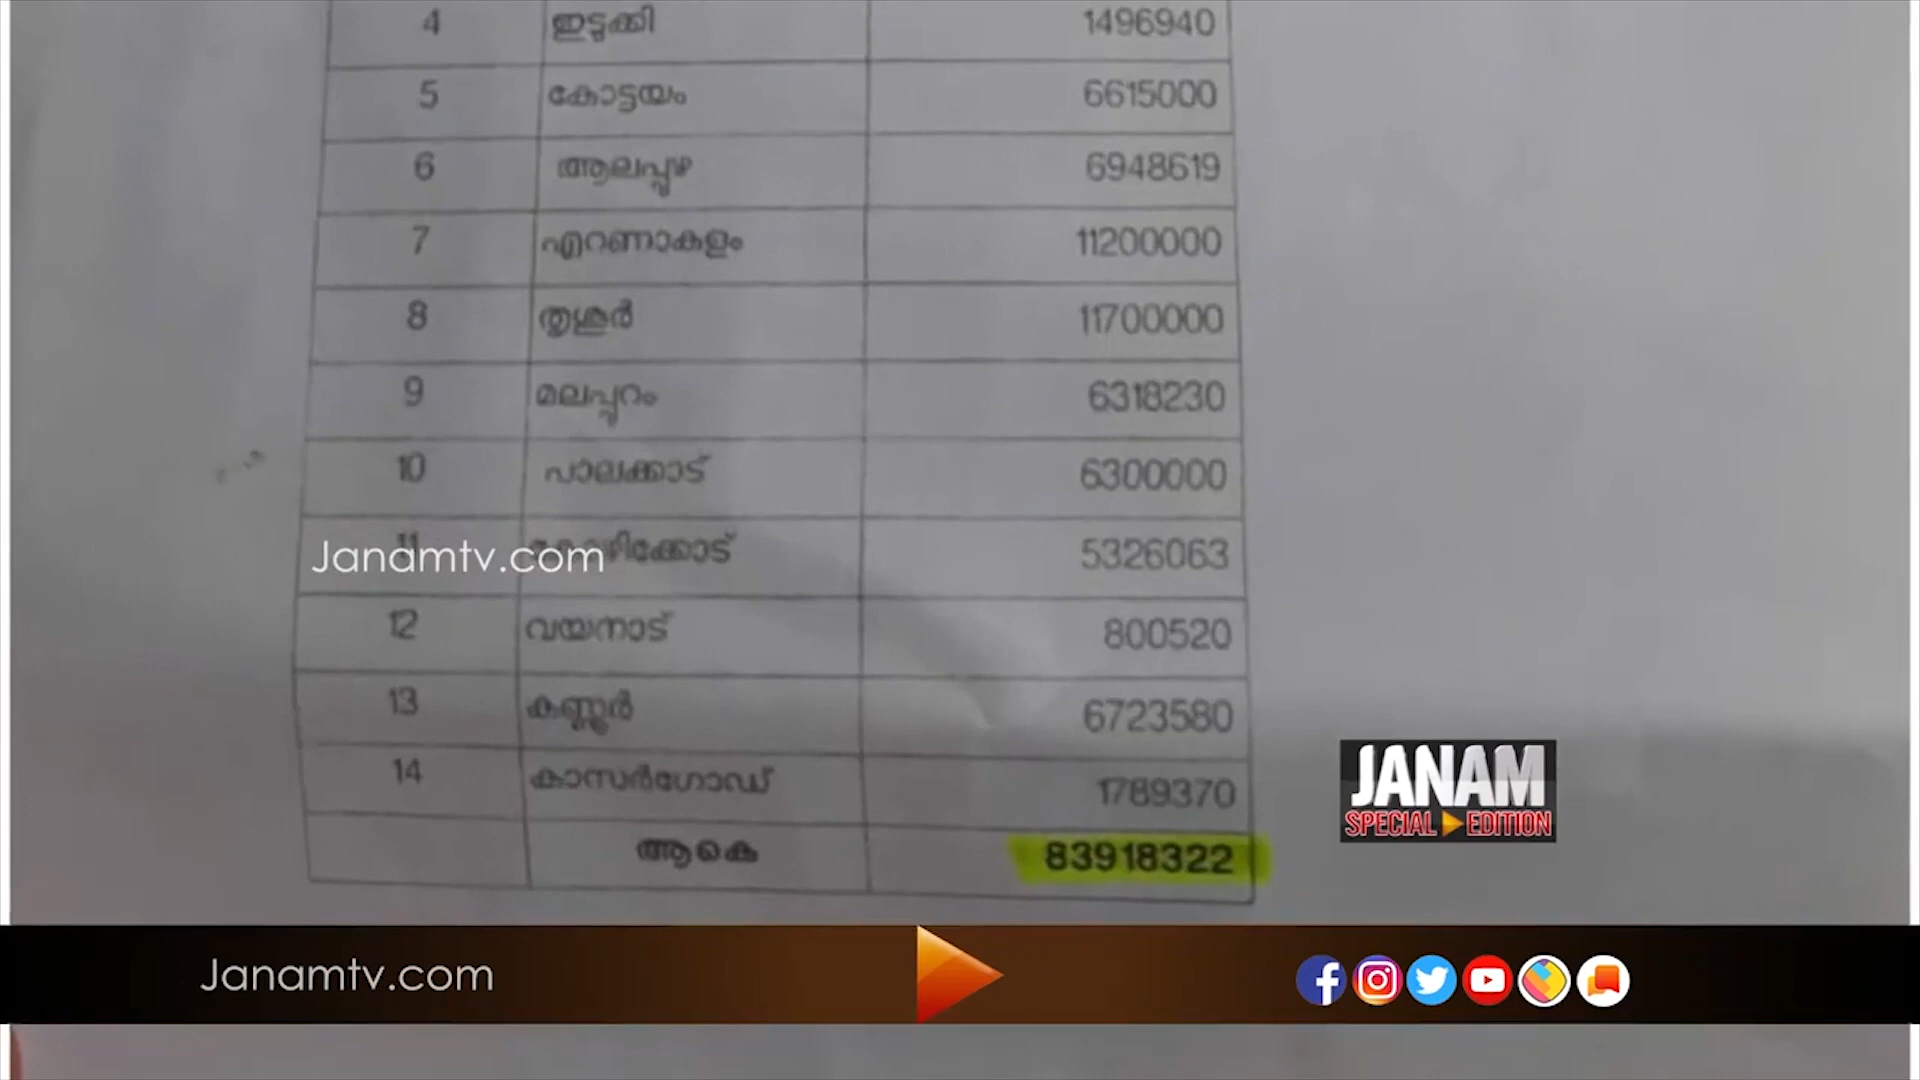 4 ഇടുക്കി 1496940
5 കോട്ടയം 6615000
6 ആലപ്പുഴ 6948619
7 എറണാകുളം 11200000
8 തൃശൂർ 11700000
9 മലപ്പുറം 6318230
10 പാലക്കാട് 6300000
11 കോഴിക്കോട് 5326063
Janamtv.com
12 വയനാട് 800520
13 കണ്ണൂർ 6723580
14 കാസർഗോഡ് 1789370
ആകെ 83918322
JANAM
SPECIAL EDITION
Janamtv.com